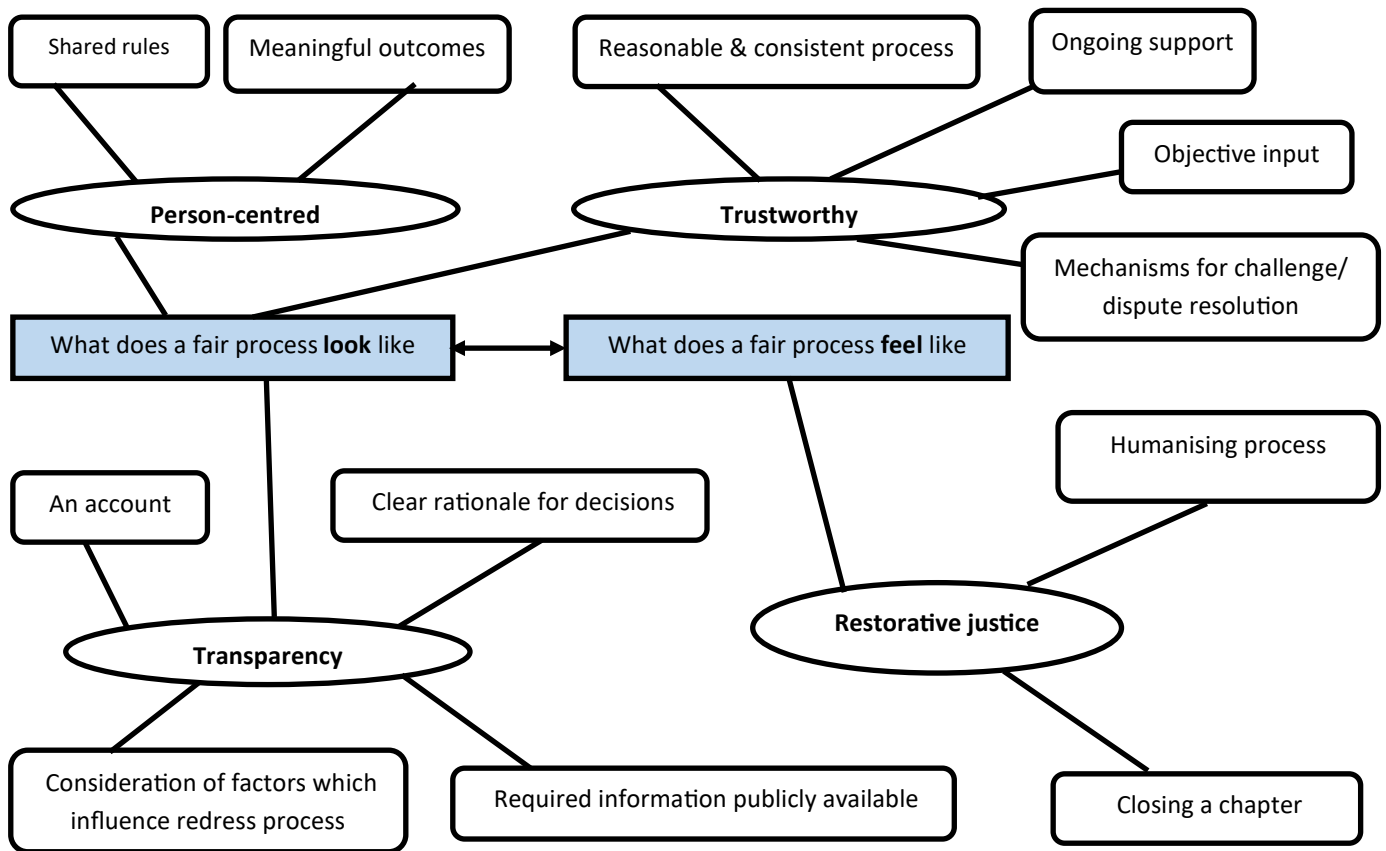 Shared rules
Meaningful outcomes
Reasonable & consistent process
Ongoing support
Objective input
Person-centred
Trustworthy
Mechanisms for challenge/
dispute resolution
What does a fair process look like
What does a fair process feel like
Humanising process
An account
Clear rationale for decisions
Restorative justice
Transparency
Consideration of factors which
influence redress process
Required information publicly available
Closing a chapter